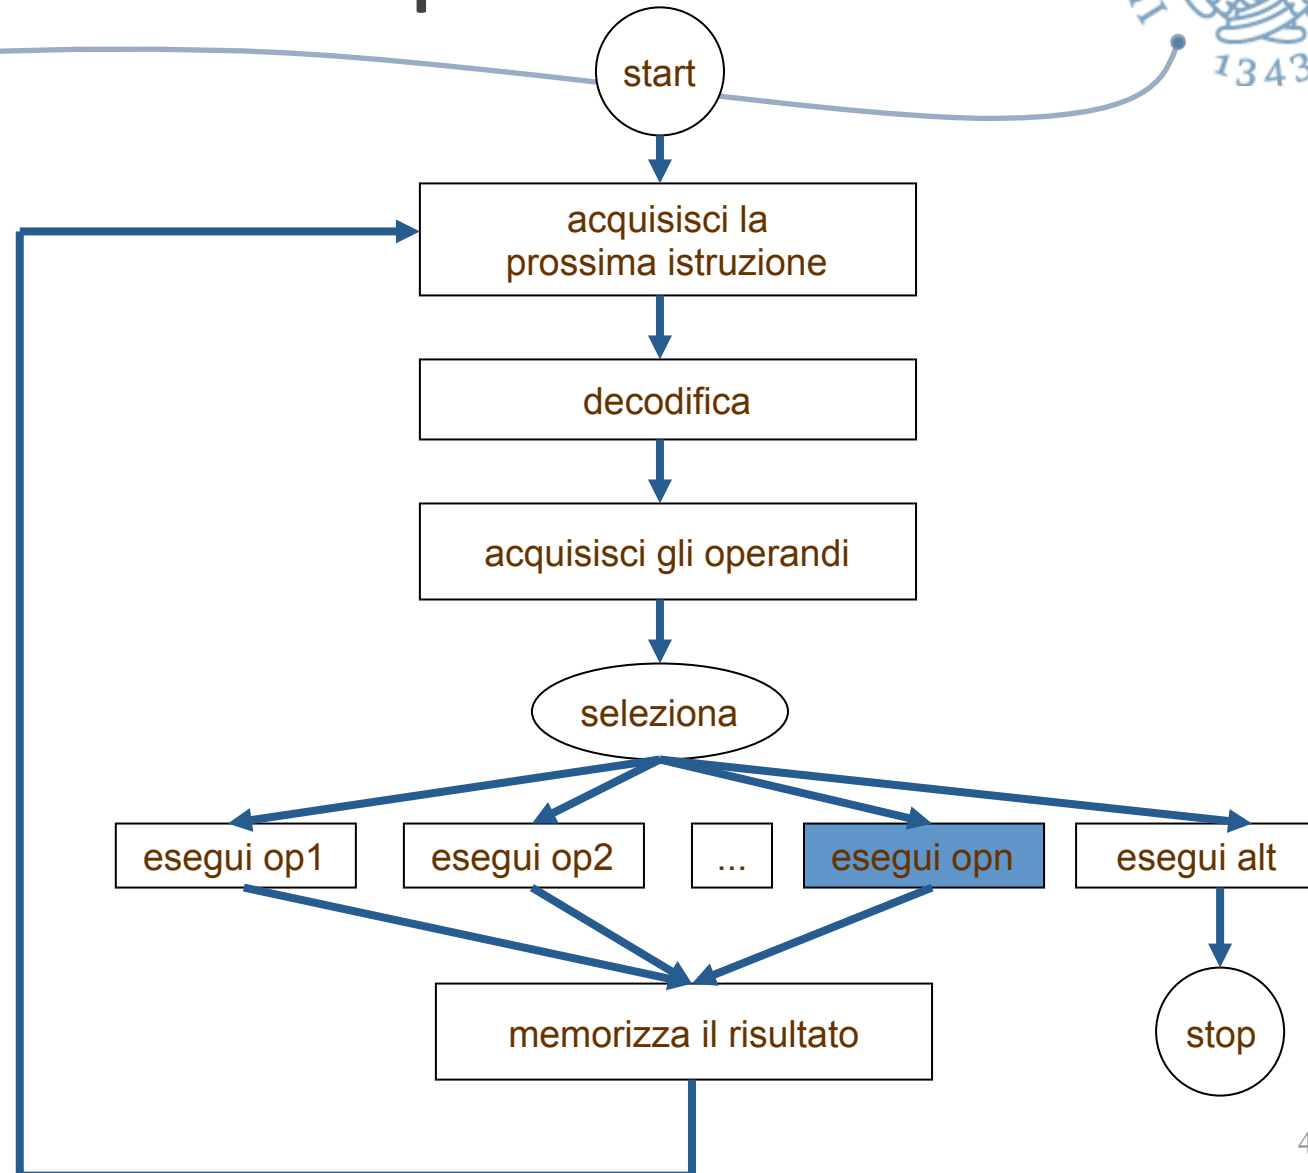 start
1343
acquisisci la
prossima istruzione
decodifica
acquisisci gli operandi
seleziona
esegui op1
esegui op2
...
esegui opn
esegui alt
memorizza il risultato
stop
4